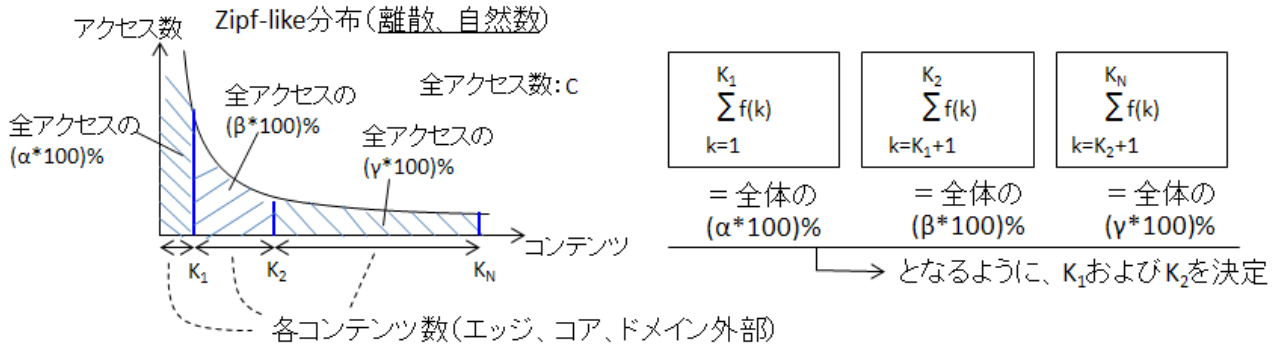 Zipf-like分布(離散、自然数)
アクセス数
全アクセス数:C
全アクセスの
(α*100)%
全アクセスの
(β*100)%
全アクセスの
(γ*100)%
コンテンツ
K₁
K₂
K_N
各コンテンツ数(エッジ、コア、ドメイン外部)
K₁
∑f(k)
k=1
=全体の
(α*100)%
K₂
∑f(k)
k=K₁+1
=全体の
(β*100)%
K_N
∑f(k)
k=K₂+1
=全体の
(γ*100)%
となるように、K₁およびK₂を決定